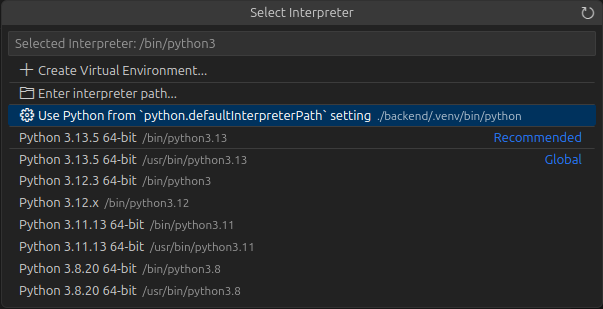 Select Interpreter
Selected Interpreter: /bin/python3
Create Virtual Environment...
Enter interpreter path...
Use Python from `python.defaultInterpreterPath` setting ./backend/.venv/bin/python
Python 3.13.5 64-bit /bin/python3.13 Recommended
Python 3.13.5 64-bit /usr/bin/python3.13 Global
Python 3.12.3 64-bit /bin/python3
Python 3.12.x /bin/python3.12
Python 3.11.13 64-bit /bin/python3.11
Python 3.11.13 64-bit /usr/bin/python3.11
Python 3.8.20 64-bit /bin/python3.8
Python 3.8.20 64-bit /usr/bin/python3.8